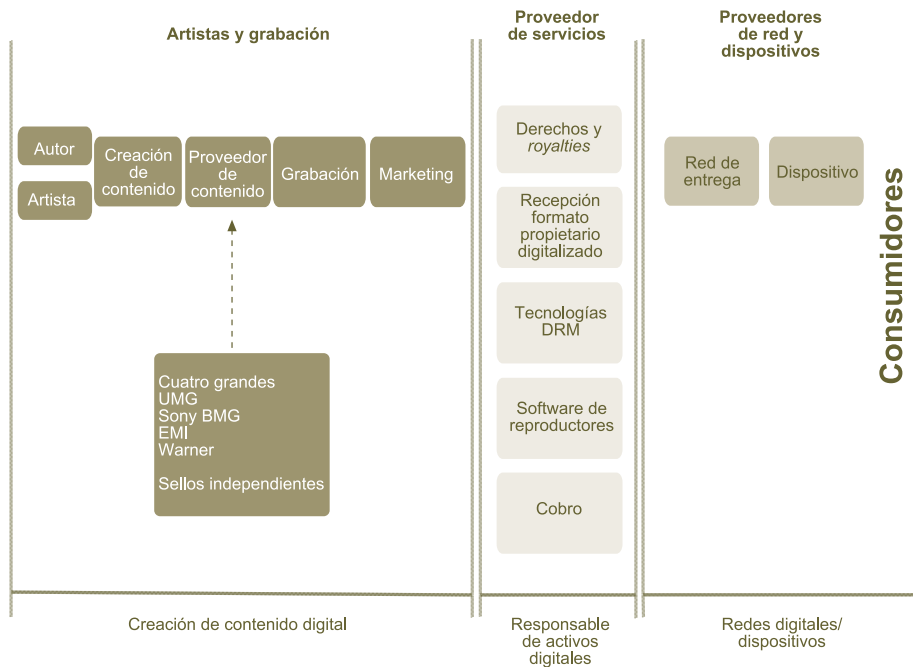 Artistas y grabación
Proveedor
de servicios
Proveedores
de red y
dispositivos
Autor
Artista
Creación
de
contenido
Proveedor
de
contenido
Grabación
Marketing
Cuatro grandes
UMG
Sony BMG
EMI
Warner
Sellos independientes
Derechos y
royalties
Recepción
formato
propietario
digitalizado
Tecnologías
DRM
Software de
reproductores
Cobro
Red de
entrega
Dispositivo
Consumidores
Creación de contenido digital
Responsable
de activos
digitales
Redes digitales/
dispositivos